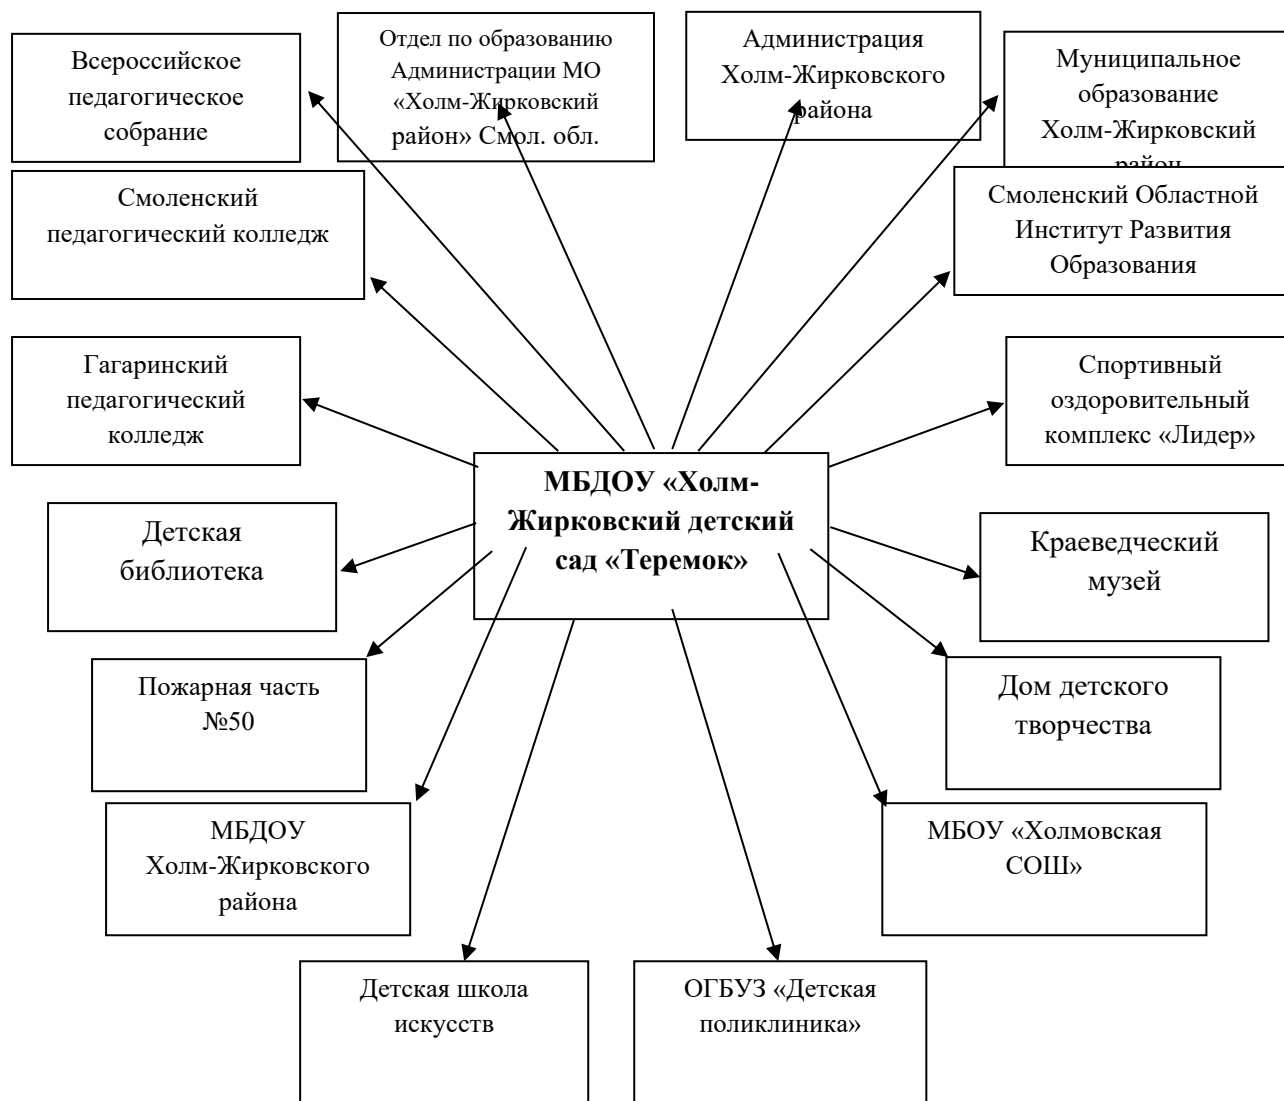 Всероссийское
педагогическое
собрание
Отдел по образованию
Администрации МО
«Холм-Жирковский
район» Смол. обл.
Администрация
Холм-Жирковского
района
Муниципальное
образование
Холм-Жирковский
район
Смоленский
педагогический колледж
Смоленский Областной
Институт Развития
Образования
Гагаринский
педагогический
колледж
Спортивный
оздоровительный
комплекс «Лидер»
МБДОУ «Холм-
Жирковский детский
сад «Теремок»
Детская
библиотека
Краеведческий
музей
Пожарная часть
№50
Дом детского
творчества
МБДОУ
Холм-Жирковского
района
МБОУ «Холмовская
СОШ»
Детская школа
искусств
ОГБУЗ «Детская
поликлиника»